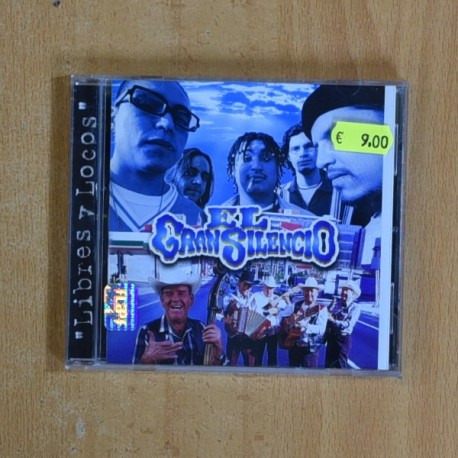 "Libres y Locos"
€ 9.00
EL
GRAN SILENCIO